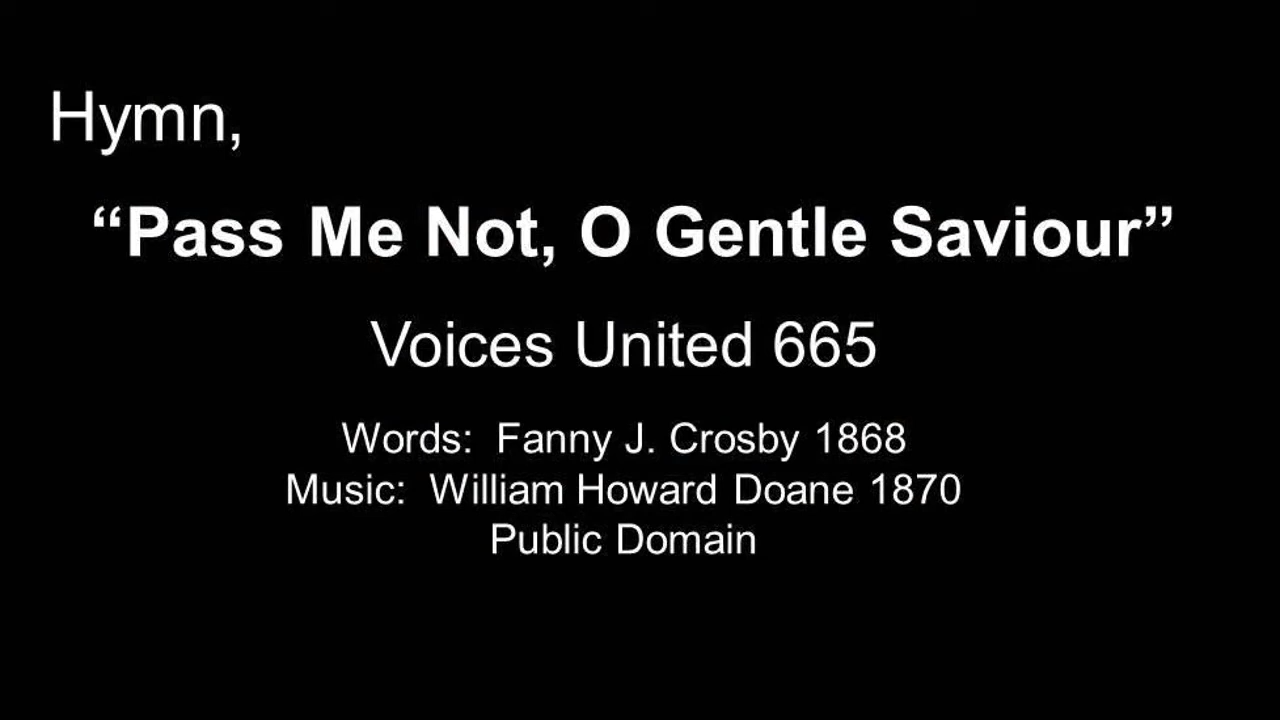 Hymn,
“Pass Me Not, O Gentle Saviour”
Voices United 665
Words:  Fanny J. Crosby 1868
Music:  William Howard Doane 1870
Public Domain